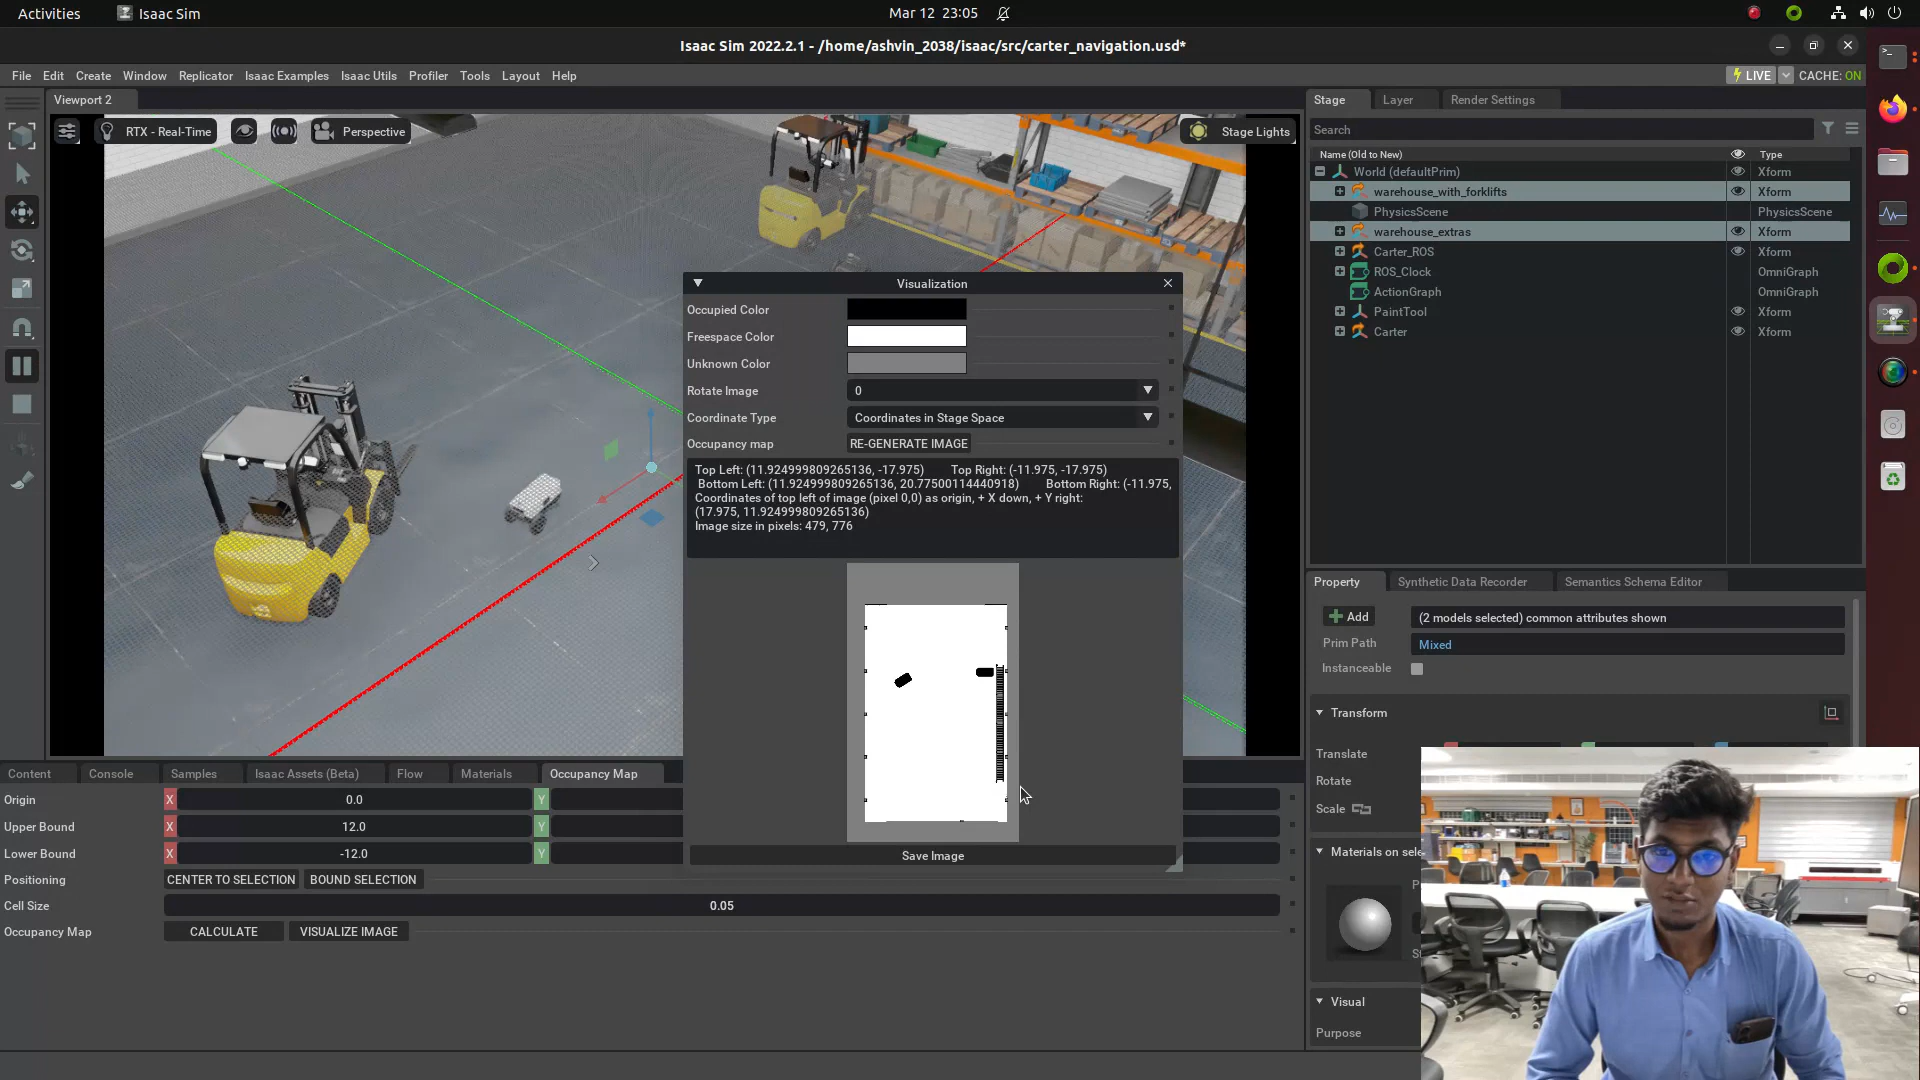 Activities
Isaac Sim
Mar 12 23:05
Isaac Sim 2022.2.1 - /home/ashvin_2038/isaac/src/carter_navigation.usd*
File Edit Create Window Replicator Isaac Examples Isaac Utils Profiler Tools Layout Help
LIVE CACHE: ON
Viewport 2
RTX - Real-Time
Perspective
Stage Lights
Stage Layer Render Settings
Search
Name (Old to New) Type
World (defaultPrim) Xform
warehouse_with_forklifts Xform
PhysicsScene PhysicsScene
warehouse_extras Xform
Carter_ROS Xform
ROS_Clock OmniGraph
ActionGraph OmniGraph
PaintTool Xform
Carter Xform
Visualization
Occupied Color
Freespace Color
Unknown Color
Rotate Image 0
Coordinate Type Coordinates in Stage Space
Occupancy map RE-GENERATE IMAGE
Top Left: (11.924999809265136, -17.975) Top Right: (-11.975, -17.975)
Bottom Left: (11.924999809265136, 20.77500114440918) Bottom Right: (-11.975,
Coordinates of top left of image (pixel 0,0) as origin, + X down, + Y right:
(17.975, 11.924999809265136)
Image size in pixels: 479, 776
Save Image
Property Synthetic Data Recorder Semantics Schema Editor
Add (2 models selected) common attributes shown
Prim Path Mixed
Instanceable
Transform
Translate
Rotate
Scale
Materials on sele
Visual
Purpose
Content Console Samples Isaac Assets (Beta) Flow Materials Occupancy Map
Origin X 0.0 Y
Upper Bound X 12.0 Y
Lower Bound X -12.0 Y
Positioning CENTER TO SELECTION BOUND SELECTION
Cell Size 0.05
Occupancy Map CALCULATE VISUALIZE IMAGE